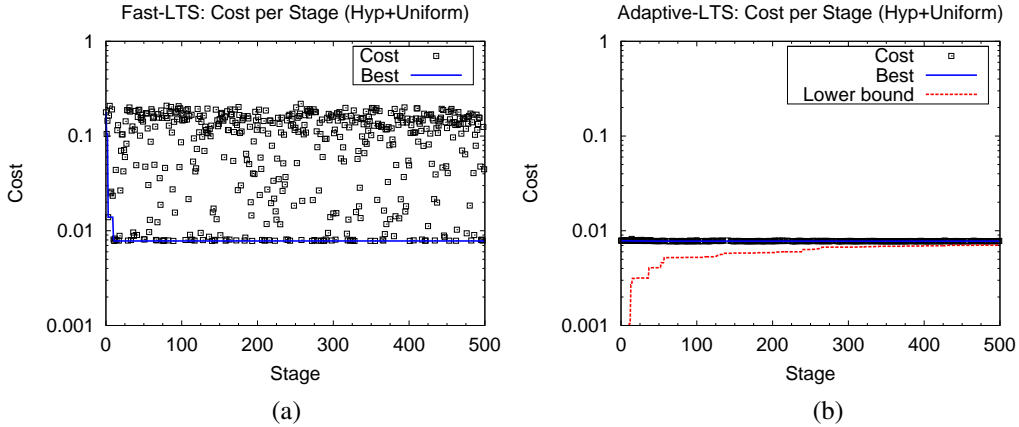 Fast-LTS: Cost per Stage (Hyp+Uniform)
1
0.1
0.01
0.001
Cost
Cost
Best
0 100 200 300 400 500
Stage
(a)
Adaptive-LTS: Cost per Stage (Hyp+Uniform)
1
0.1
0.01
0.001
Cost
Cost
Best
Lower bound
0 100 200 300 400 500
Stage
(b)